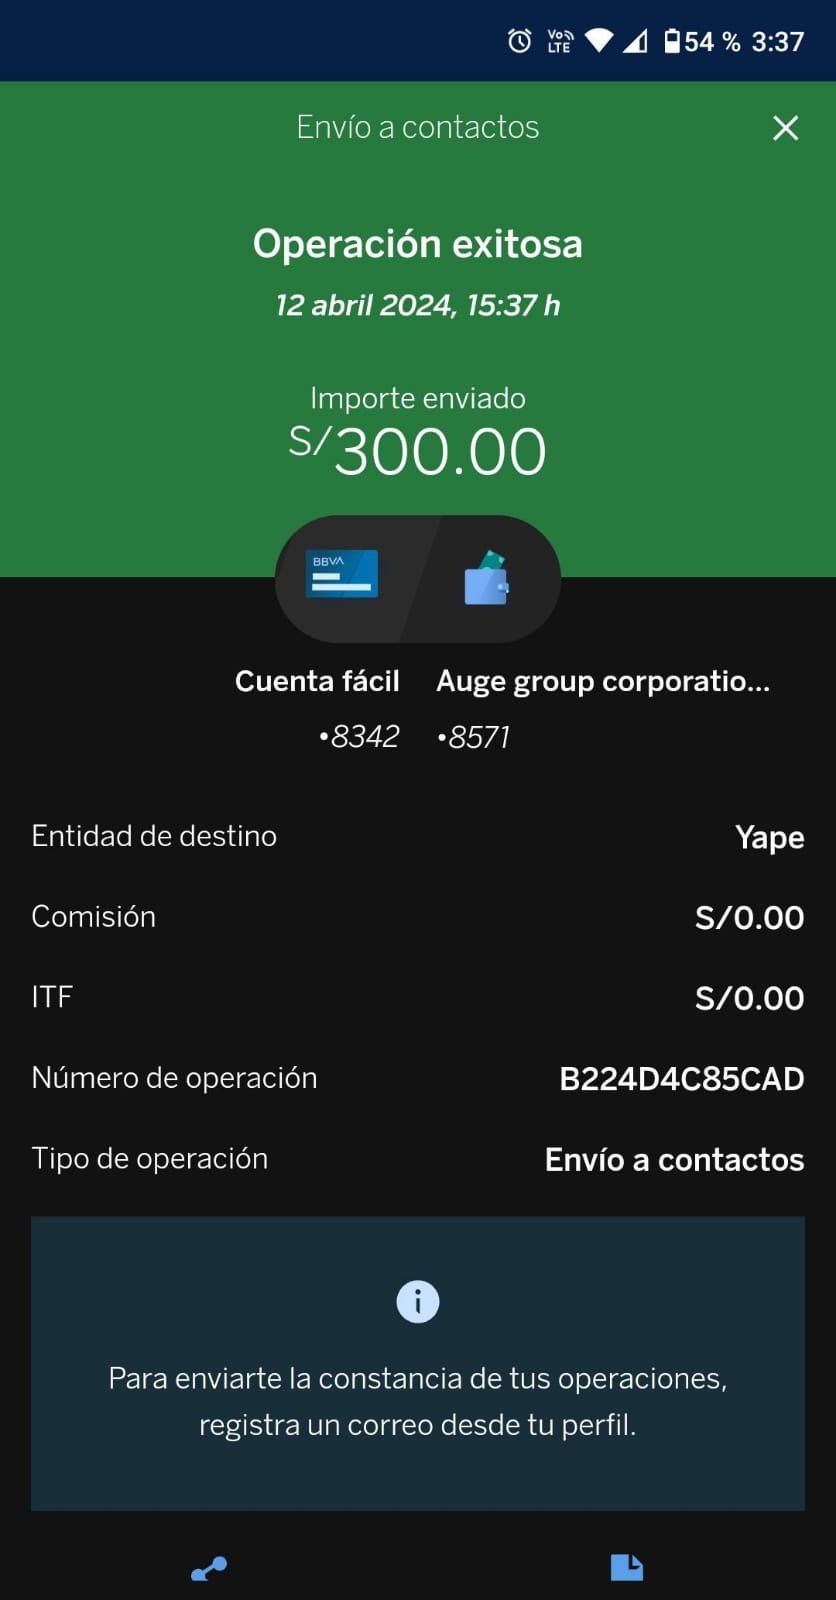 Vo LTE 54 % 3:37
Envío a contactos
Operación exitosa
12 abril 2024, 15:37 h
Importe enviado
S/300.00
BBVA
Cuenta fácil Auge group corporatio...
•8342 •8571
Entidad de destino Yape
Comisión S/0.00
ITF S/0.00
Número de operación B224D4C85CAD
Tipo de operación Envío a contactos
i
Para enviarte la constancia de tus operaciones,
registra un correo desde tu perfil.